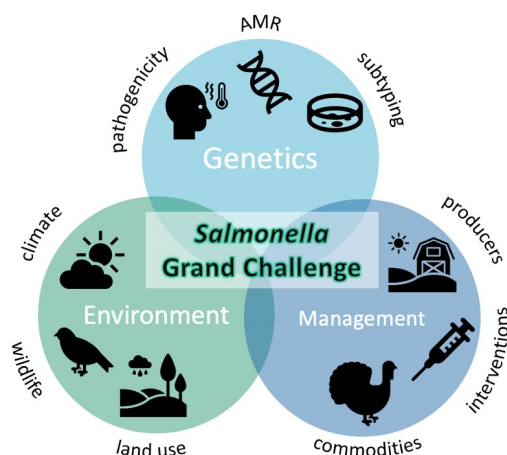 AMR
pathogenicity
subtyping
Genetics
climate
producers
Salmonella
Grand Challenge
Environment
Management
wildlife
interventions
land use
commodities